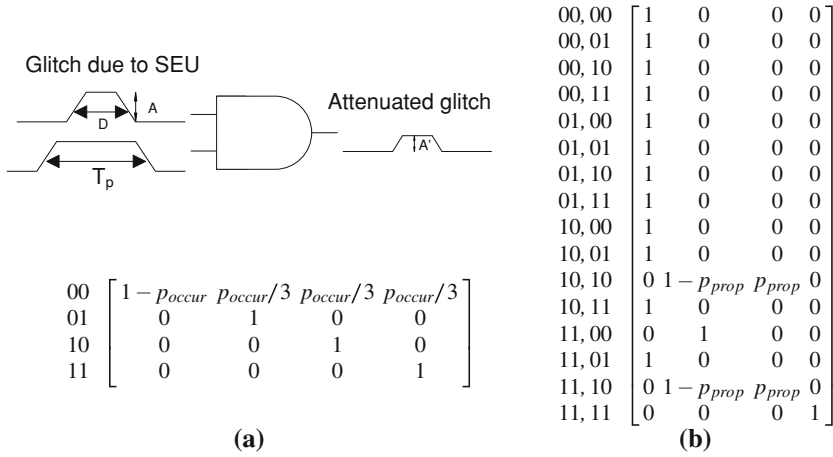 Glitch due to SEU
A
D
T_p
Attenuated glitch
A'
00 [ 1 − p_occur p_occur/3 p_occur/3 p_occur/3 ]
01 [ 0 1 0 0 ]
10 [ 0 0 1 0 ]
11 [ 0 0 0 1 ]
(a)
00, 00 [ 1 0 0 0 ]
00, 01 [ 1 0 0 0 ]
00, 10 [ 1 0 0 0 ]
00, 11 [ 1 0 0 0 ]
01, 00 [ 1 0 0 0 ]
01, 01 [ 1 0 0 0 ]
01, 10 [ 1 0 0 0 ]
01, 11 [ 1 0 0 0 ]
10, 00 [ 1 0 0 0 ]
10, 01 [ 1 0 0 0 ]
10, 10 [ 0 1 − p_prop p_prop 0 ]
10, 11 [ 1 0 0 0 ]
11, 00 [ 0 1 0 0 ]
11, 01 [ 1 0 0 0 ]
11, 10 [ 0 1 − p_prop p_prop 0 ]
11, 11 [ 0 0 0 1 ]
(b)